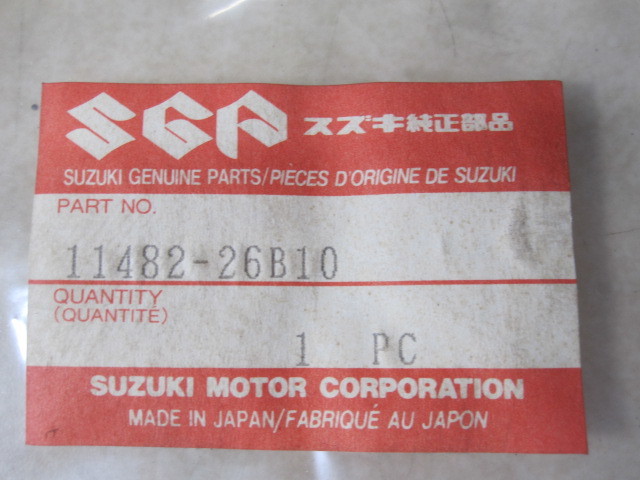 SGP スズキ純正部品
SUZUKI GENUINE PARTS/PIÈCES D'ORIGINE DE SUZUKI
PART NO.
11482-26B10
QUANTITY
(QUANTITÉ)
1 PC
SUZUKI MOTOR CORPORATION
MADE IN JAPAN/FABRIQUÉ AU JAPON